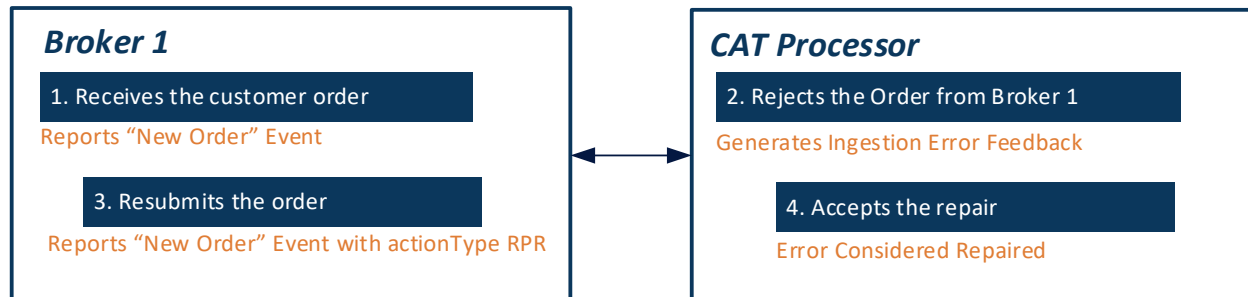 Broker 1
1. Receives the customer order
Reports “New Order” Event
3. Resubmits the order
Reports “New Order” Event with actionType RPR
CAT Processor
2. Rejects the Order from Broker 1
Generates Ingestion Error Feedback
4. Accepts the repair
Error Considered Repaired